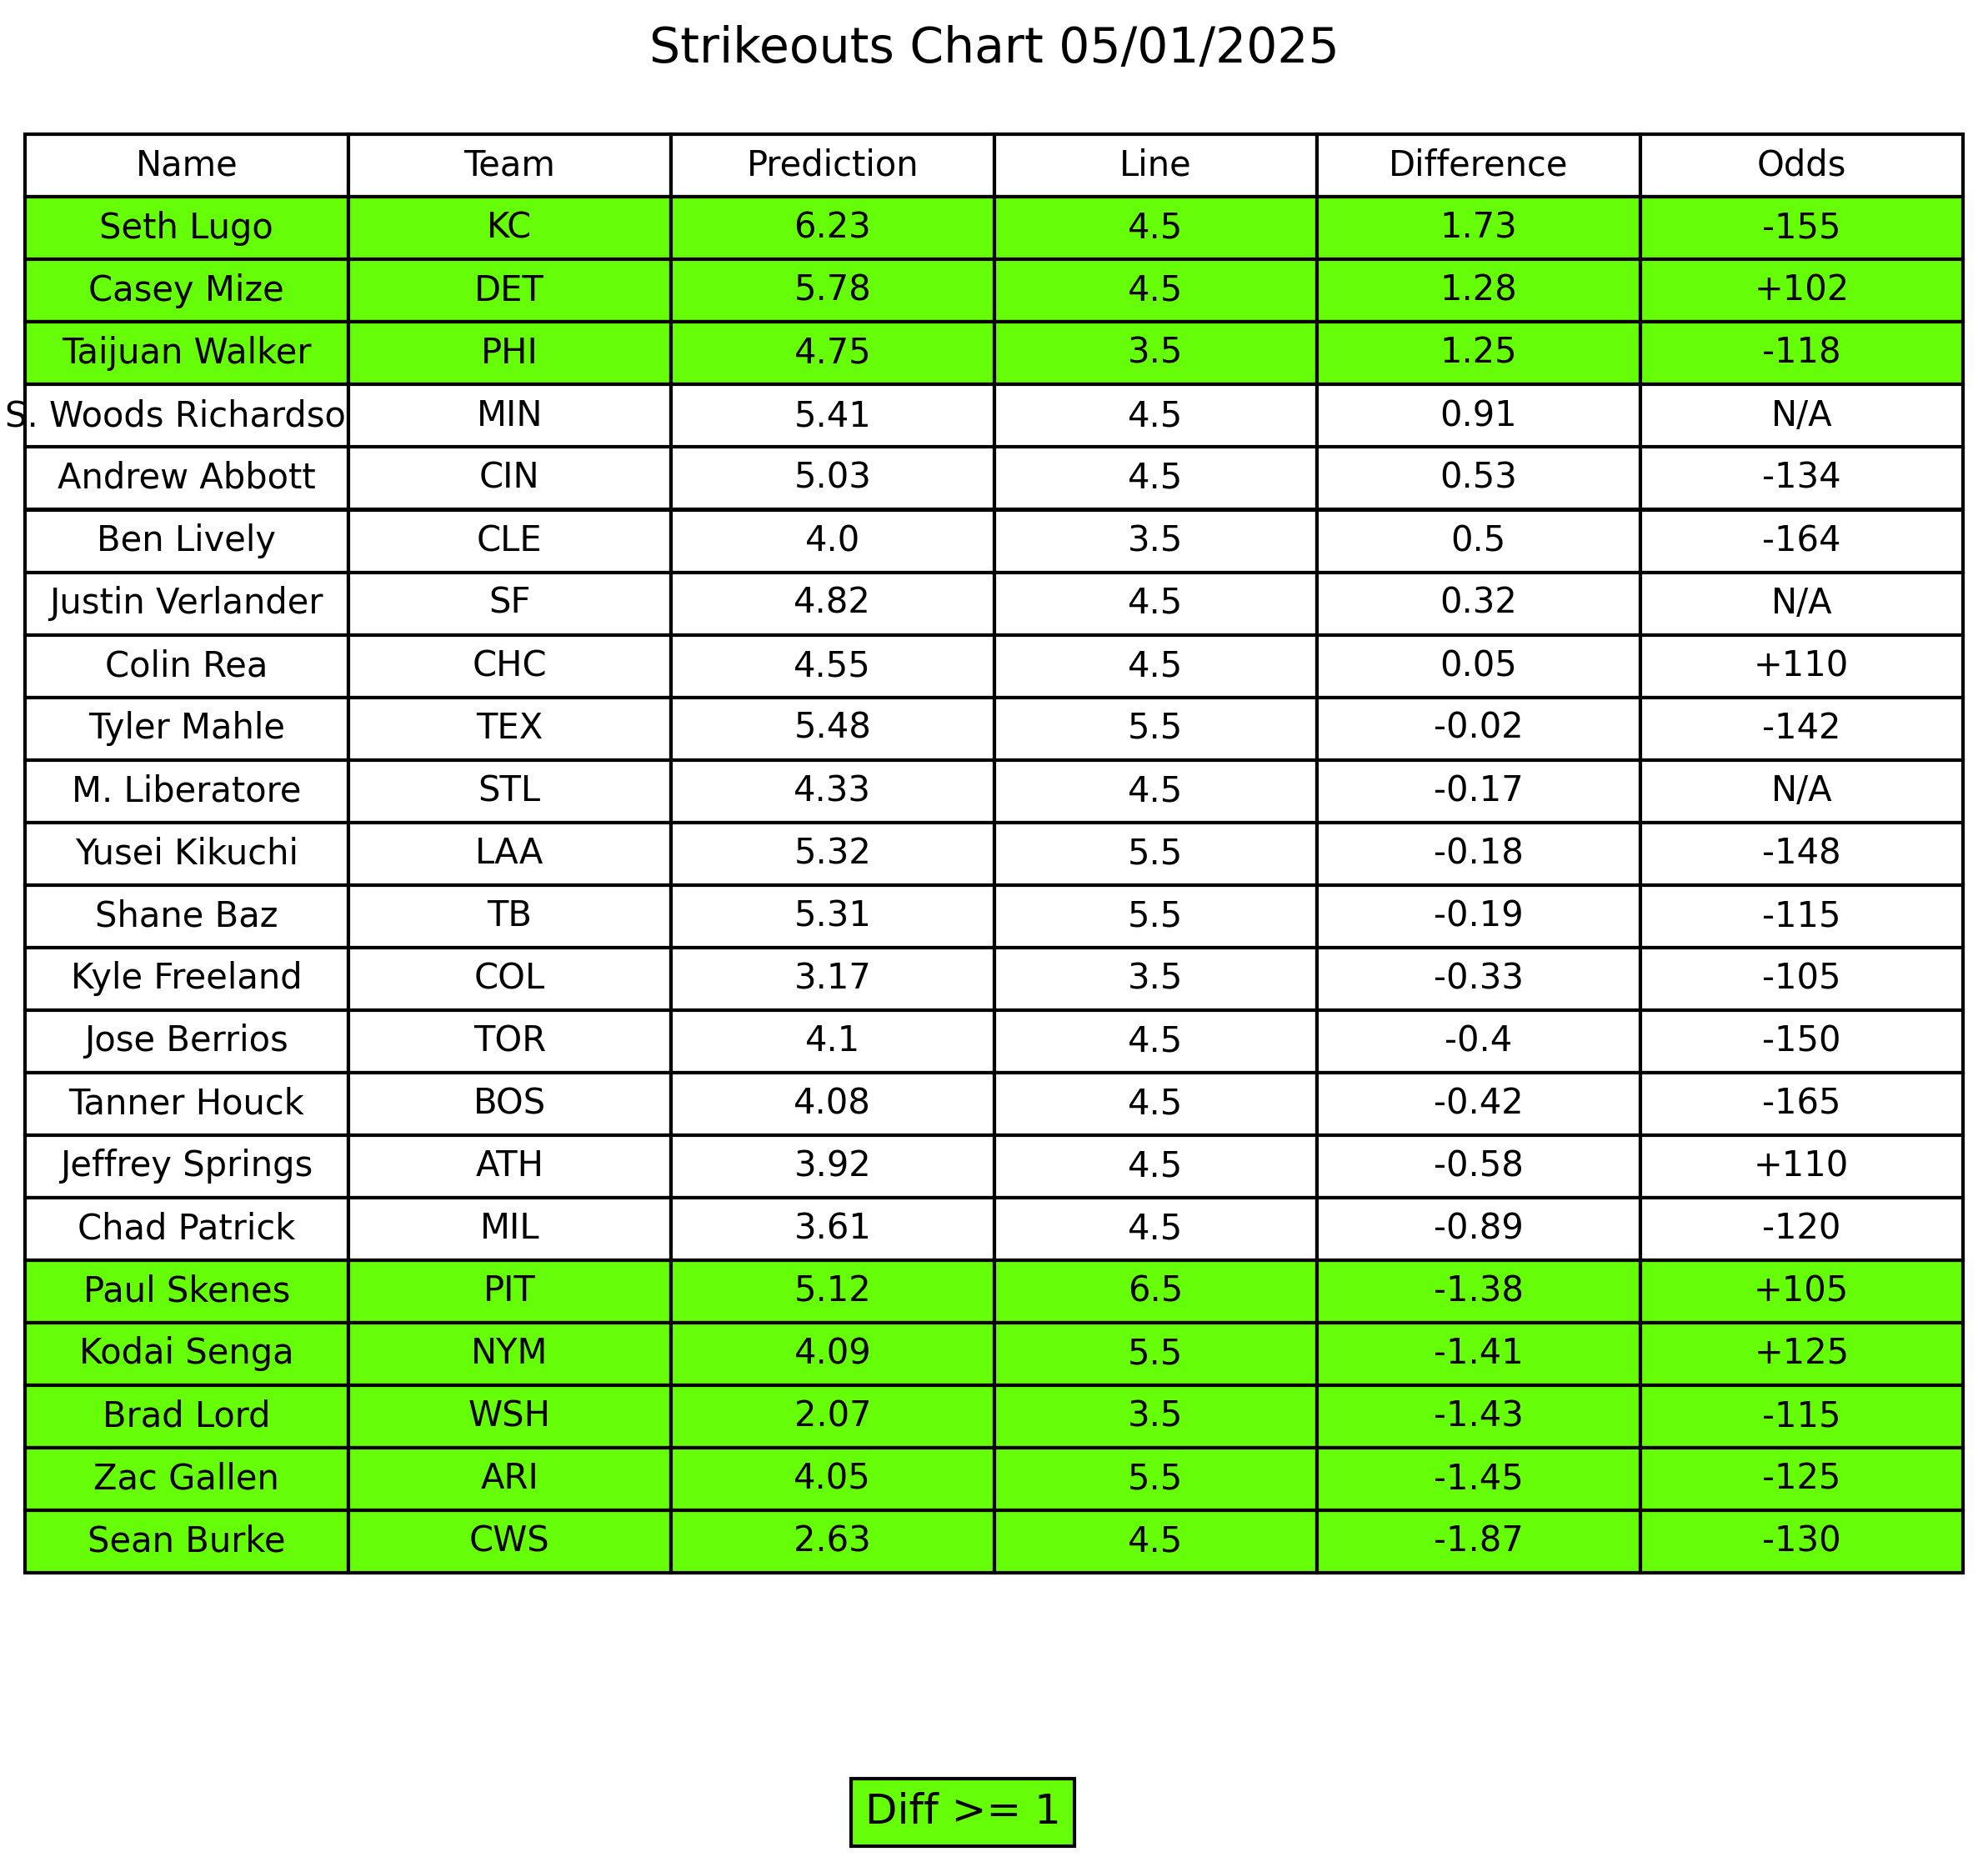 Strikeouts Chart 05/01/2025
Name Team Prediction Line Difference Odds
Seth Lugo KC 6.23 4.5 1.73 -155
Casey Mize DET 5.78 4.5 1.28 +102
Taijuan Walker PHI 4.75 3.5 1.25 -118
S. Woods Richardso MIN 5.41 4.5 0.91 N/A
Andrew Abbott CIN 5.03 4.5 0.53 -134
Ben Lively CLE 4.0 3.5 0.5 -164
Justin Verlander SF 4.82 4.5 0.32 N/A
Colin Rea CHC 4.55 4.5 0.05 +110
Tyler Mahle TEX 5.48 5.5 -0.02 -142
M. Liberatore STL 4.33 4.5 -0.17 N/A
Yusei Kikuchi LAA 5.32 5.5 -0.18 -148
Shane Baz TB 5.31 5.5 -0.19 -115
Kyle Freeland COL 3.17 3.5 -0.33 -105
Jose Berrios TOR 4.1 4.5 -0.4 -150
Tanner Houck BOS 4.08 4.5 -0.42 -165
Jeffrey Springs ATH 3.92 4.5 -0.58 +110
Chad Patrick MIL 3.61 4.5 -0.89 -120
Paul Skenes PIT 5.12 6.5 -1.38 +105
Kodai Senga NYM 4.09 5.5 -1.41 +125
Brad Lord WSH 2.07 3.5 -1.43 -115
Zac Gallen ARI 4.05 5.5 -1.45 -125
Sean Burke CWS 2.63 4.5 -1.87 -130
Diff >= 1